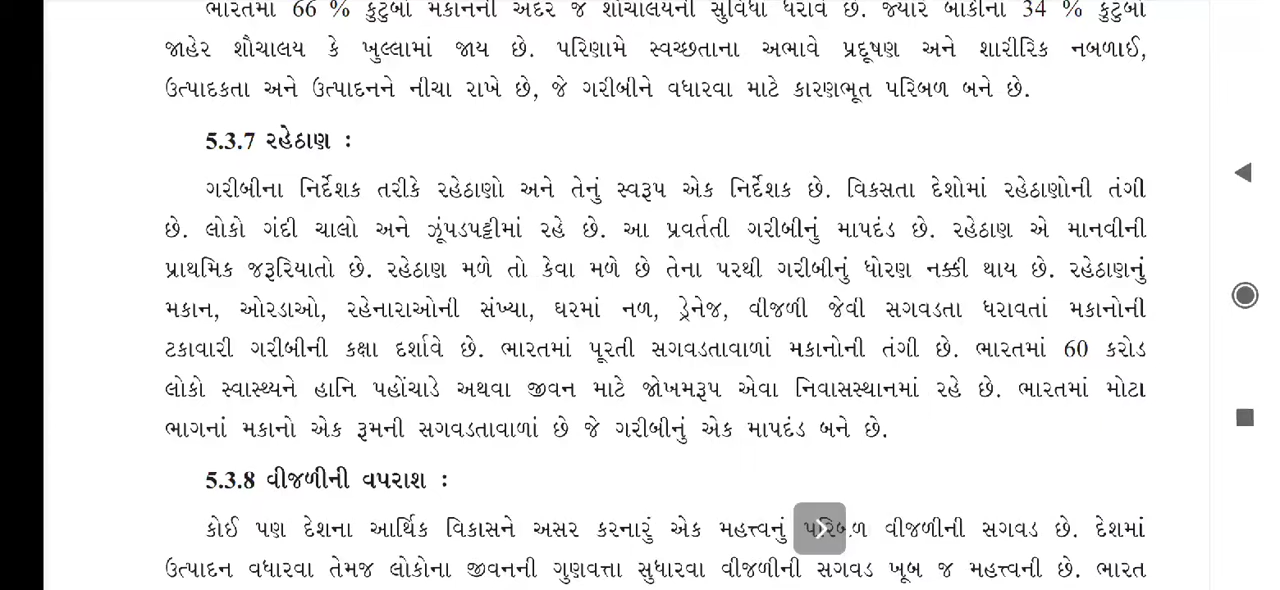 ભારતમાં 66 % કુટુંબો મકાનની અંદર જ શૌચાલયની સુવિધા ધરાવે છે. જ્યારે બાકીનાં 34 % કુટુંબો
જાહેર શૌચાલય કે ખુલ્લામાં જાય છે. પરિણામે સ્વચ્છતાના અભાવે પ્રદૂષણ અને શારીરિક નબળાઈ,
ઉત્પાદકતા અને ઉત્પાદનને નીચા રાખે છે, જે ગરીબીને વધારવા માટે કારણભૂત પરિબળ બને છે.
5.3.7 રહેઠાણ :
ગરીબીના નિર્દેશક તરીકે રહેઠાણો અને તેનું સ્વરૂપ એક નિર્દેશક છે. વિકસતા દેશોમાં રહેઠાણોની તંગી
છે. લોકો ગંદી ચાલો અને ઝૂંપડપટ્ટીમાં રહે છે. આ પ્રવર્તતી ગરીબીનું માપદંડ છે. રહેઠાણ એ માનવીની
પ્રાથમિક જરૂરિયાતો છે. રહેઠાણ મળે તો કેવા મળે છે તેના પરથી ગરીબીનું ધોરણ નક્કી થાય છે. રહેઠાણનું
મકાન, ઓરડાઓ, રહેનારાઓની સંખ્યા, ઘરમાં નળ, ડ્રેનેજ, વીજળી જેવી સગવડતા ધરાવતાં મકાનોની
ટકાવારી ગરીબીની કક્ષા દર્શાવે છે. ભારતમાં પૂરતી સગવડતાવાળાં મકાનોની તંગી છે. ભારતમાં 60 કરોડ
લોકો સ્વાસ્થ્યને હાનિ પહોંચાડે અથવા જીવન માટે જોખમરૂપ એવા નિવાસસ્થાનમાં રહે છે. ભારતમાં મોટા
ભાગનાં મકાનો એક રૂમની સગવડતાવાળાં છે જે ગરીબીનું એક માપદંડ બને છે.
5.3.8 વીજળીની વપરાશ :
કોઈ પણ દેશના આર્થિક વિકાસને અસર કરનારું એક મહત્ત્વનું પરિબળ વીજળીની સગવડ છે. દેશમાં
ઉત્પાદન વધારવા તેમજ લોકોના જીવનની ગુણવત્તા સુધારવા વીજળીની સગવડ ખૂબ જ મહત્ત્વની છે. ભારત